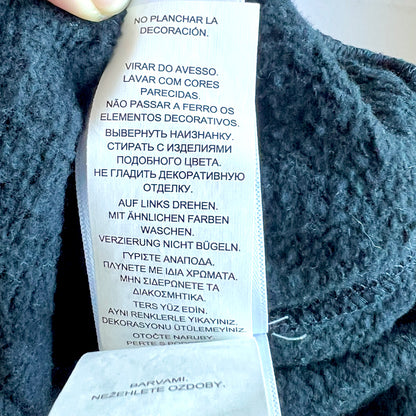 NO PLANCHAR LA
DECORACIÓN.
VIRAR DO AVESSO.
LAVAR COM CORES
PARECIDAS.
NÃO PASSAR A FERRO OS
ELEMENTOS DECORATIVOS.
ВЫВЕРНУТЬ НАИЗНАНКУ.
СТИРАТЬ С ИЗДЕЛИЯМИ
ПОДОБНОГО ЦВЕТА.
НЕ ГЛАДИТЬ ДЕКОРАТИВНУЮ
ОТДЕЛКУ.
AUF LINKS DREHEN.
MIT ÄHNLICHEN FARBEN
WASCHEN.
VERZIERUNG NICHT BÜGELN.
ΓΥΡΙΣΤΕ ΑΝΑΠΟΔΑ.
ΠΛΥΝΕΤΕ ΜΕ ΙΔΙΑ ΧΡΩΜΑΤΑ.
ΜΗΝ ΣΙΔΕΡΩΝΕΤΕ ΤΑ
ΔΙΑΚΟΣΜΗΤΙΚΑ.
TERS YÜZ EDİN.
AYNI RENKLERLE YIKAYINIZ.
DEKORASYONU ÜTÜLEMEYİNİZ.
OTOČTE NARUBY.
PERTE S
BARVAMI.
NEŽEHLETE OZDOBY.